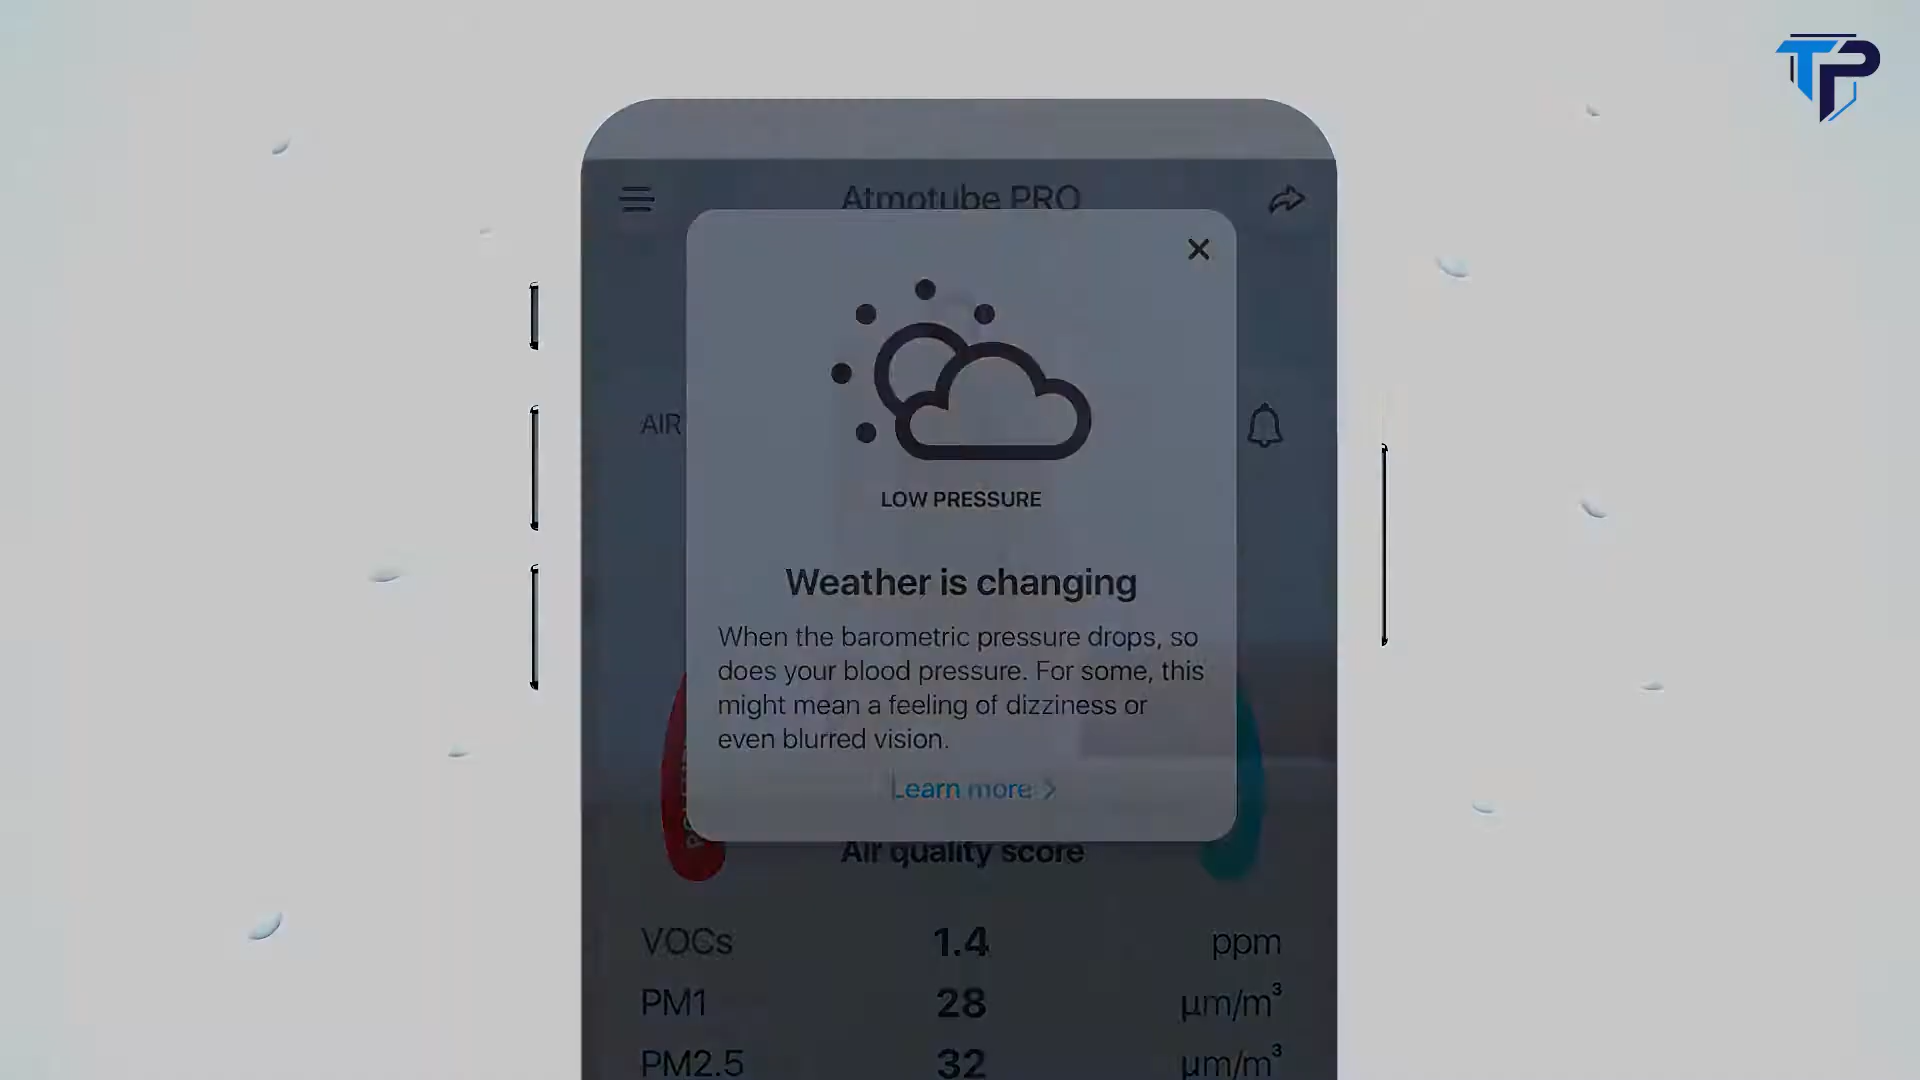 TP
Atmotube PRO
AIR
LOW PRESSURE
Weather is changing
When the barometric pressure drops, so
does your blood pressure. For some, this
might mean a feeling of dizziness or
even blurred vision.
Learn more >
Air quality score
VOCs 1.4 ppm
PM1 28 µm/m³
PM2.5 32 µm/m³